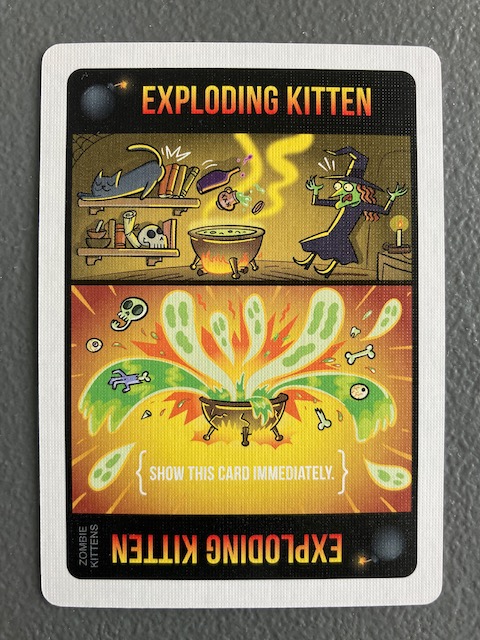 EXPLODING KITTEN
{ SHOW THIS CARD IMMEDIATELY. }
ZOMBIE
KITTENS
EXPLODING KITTEN